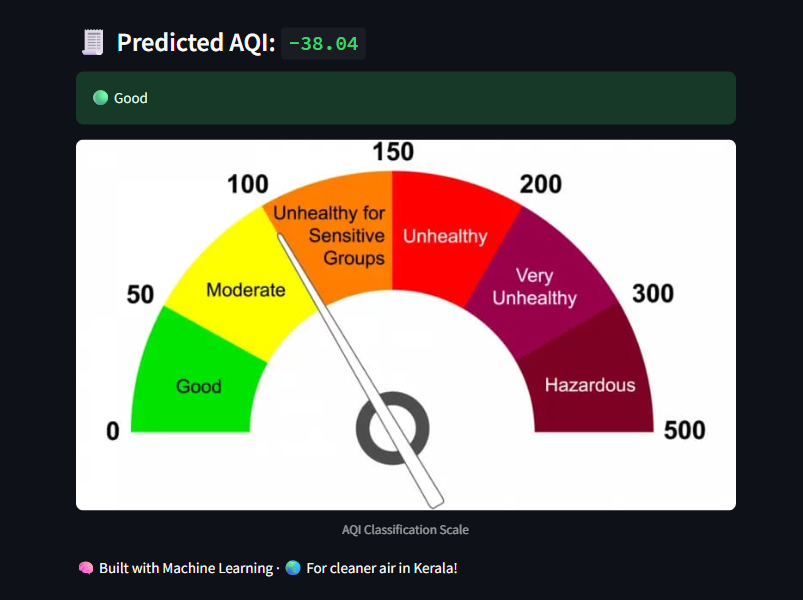 Predicted AQI: -38.04
Good
150
100
200
Unhealthy for
Sensitive
Groups
Unhealthy
50
Moderate
Very
Unhealthy
300
Good
Hazardous
0
500
AQI Classification Scale
Built with Machine Learning · For cleaner air in Kerala!